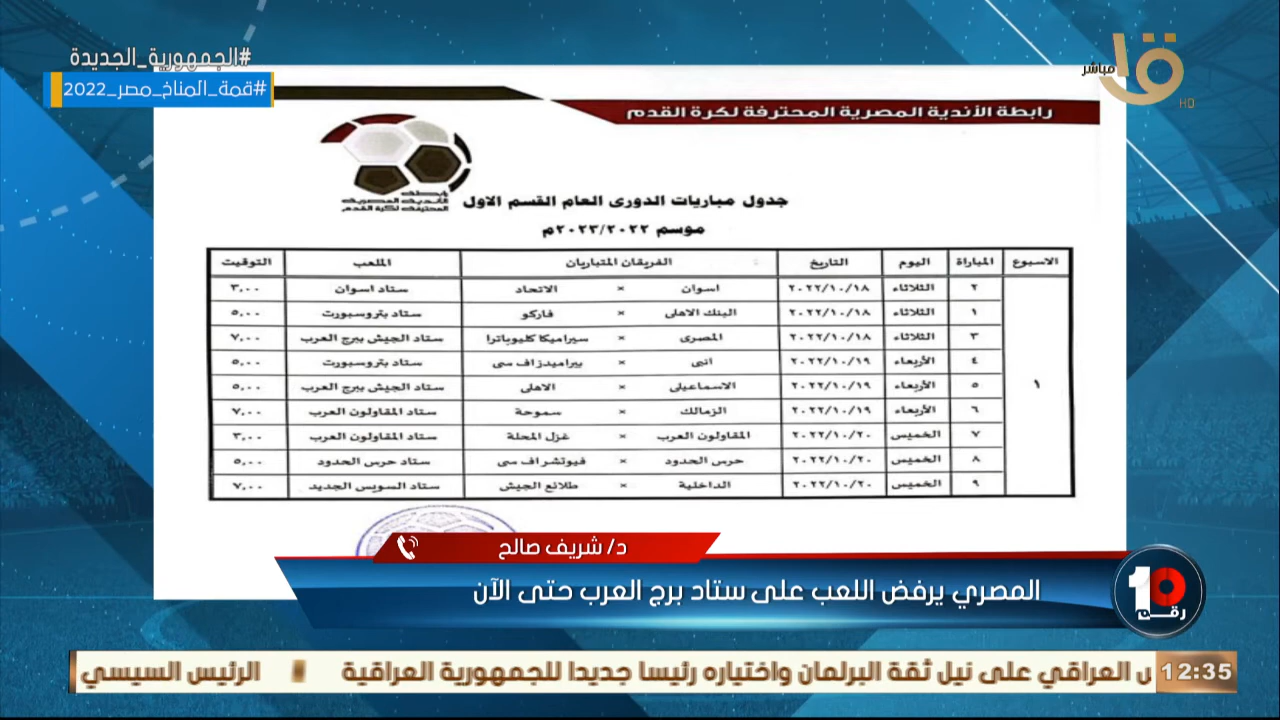 #الجمهورية_الجديدة
#قمة_المناخ_مصر_2022
مباشر
HD
رابطة الأندية المصرية المحترفة لكرة القدم
رابطة
الأندية المصرية
المحترفة لكرة القدم
جدول مباريات الدورى العام القسم الاول
موسم ٢٠٢٣/٢٠٢٢م
الاسبوع المباراة اليوم التاريخ الفريقان المتباريان الملعب التوقيت
١
٢ الثلاثاء ٢٠٢٢/١٠/١٨ اسوان × الاتحاد ستاد اسوان ٣,٠٠
١ الثلاثاء ٢٠٢٢/١٠/١٨ البنك الاهلى × فاركو ستاد بتروسبورت ٥,٠٠
٣ الثلاثاء ٢٠٢٢/١٠/١٨ المصرى × سيراميكا كليوباترا ستاد الجيش ببرج العرب ٧,٠٠
٤ الأربعاء ٢٠٢٢/١٠/١٩ انبى × بيراميدز اف سى ستاد بتروسبورت ٥,٠٠
٥ الأربعاء ٢٠٢٢/١٠/١٩ الاسماعيلى × الاهلى ستاد الجيش ببرج العرب ٥,٠٠
٦ الأربعاء ٢٠٢٢/١٠/١٩ الزمالك × سموحة ستاد المقاولون العرب ٧,٠٠
٧ الخميس ٢٠٢٢/١٠/٢٠ المقاولون العرب × غزل المحلة ستاد المقاولون العرب ٣,٠٠
٨ الخميس ٢٠٢٢/١٠/٢٠ حرس الحدود × فيوتشر اف سى ستاد حرس الحدود ٥,٠٠
٩ الخميس ٢٠٢٢/١٠/٢٠ الداخلية × طلائع الجيش ستاد السويس الجديد ٧,٠٠
د/ شريف صالح
المصري يرفض اللعب على ستاد برج العرب حتى الآن
رقم 10
العراقي على نيل ثقة البرلمان واختياره رئيسا جديدا للجمهورية العراقية
الرئيس السيسي
12:35